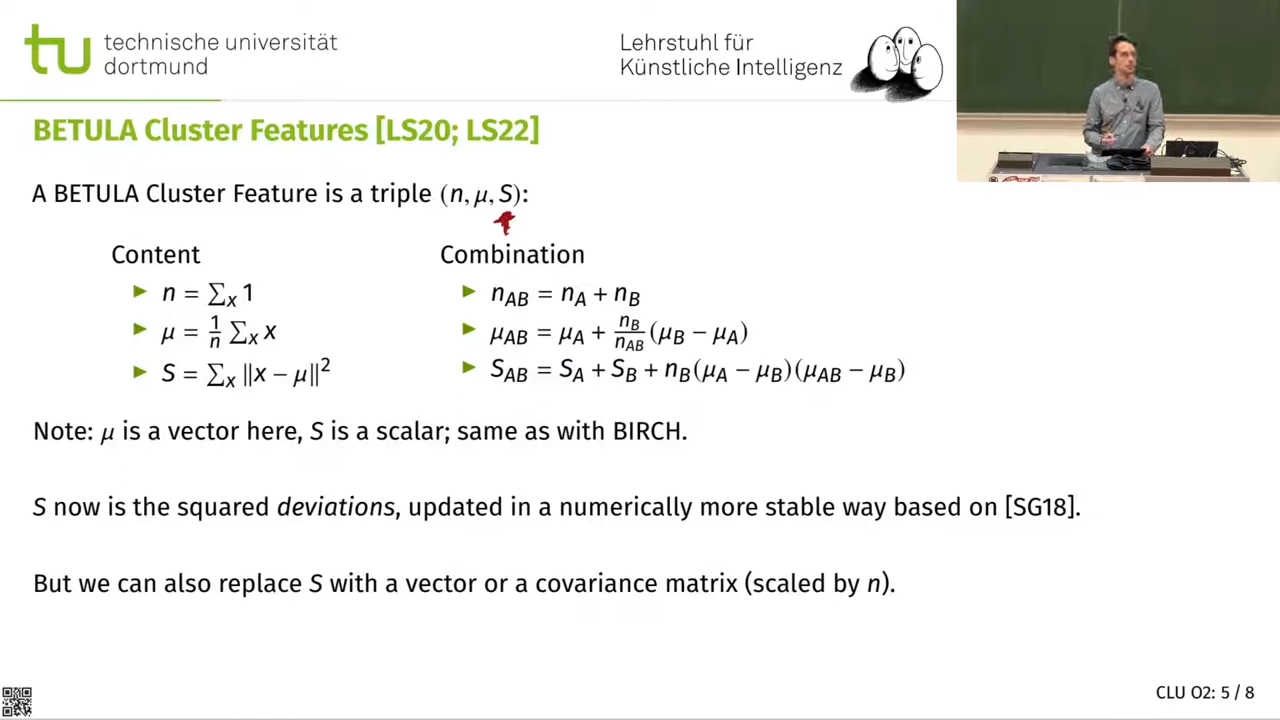 technische universität
dortmund
Lehrstuhl für
Künstliche Intelligenz
BETULA Cluster Features [LS20; LS22]
A BETULA Cluster Feature is a triple (n, μ, S):
Content
▶ n = ∑ₓ 1
▶ μ = 1/n ∑ₓ x
▶ S = ∑ₓ ‖x − μ‖²
Combination
▶ n_AB = n_A + n_B
▶ μ_AB = μ_A + n_B/n_AB (μ_B − μ_A)
▶ S_AB = S_A + S_B + n_B(μ_A − μ_B)(μ_AB − μ_B)
Note: μ is a vector here, S is a scalar; same as with BIRCH.
S now is the squared deviations, updated in a numerically more stable way based on [SG18].
But we can also replace S with a vector or a covariance matrix (scaled by n).
CLU O2: 5 / 8